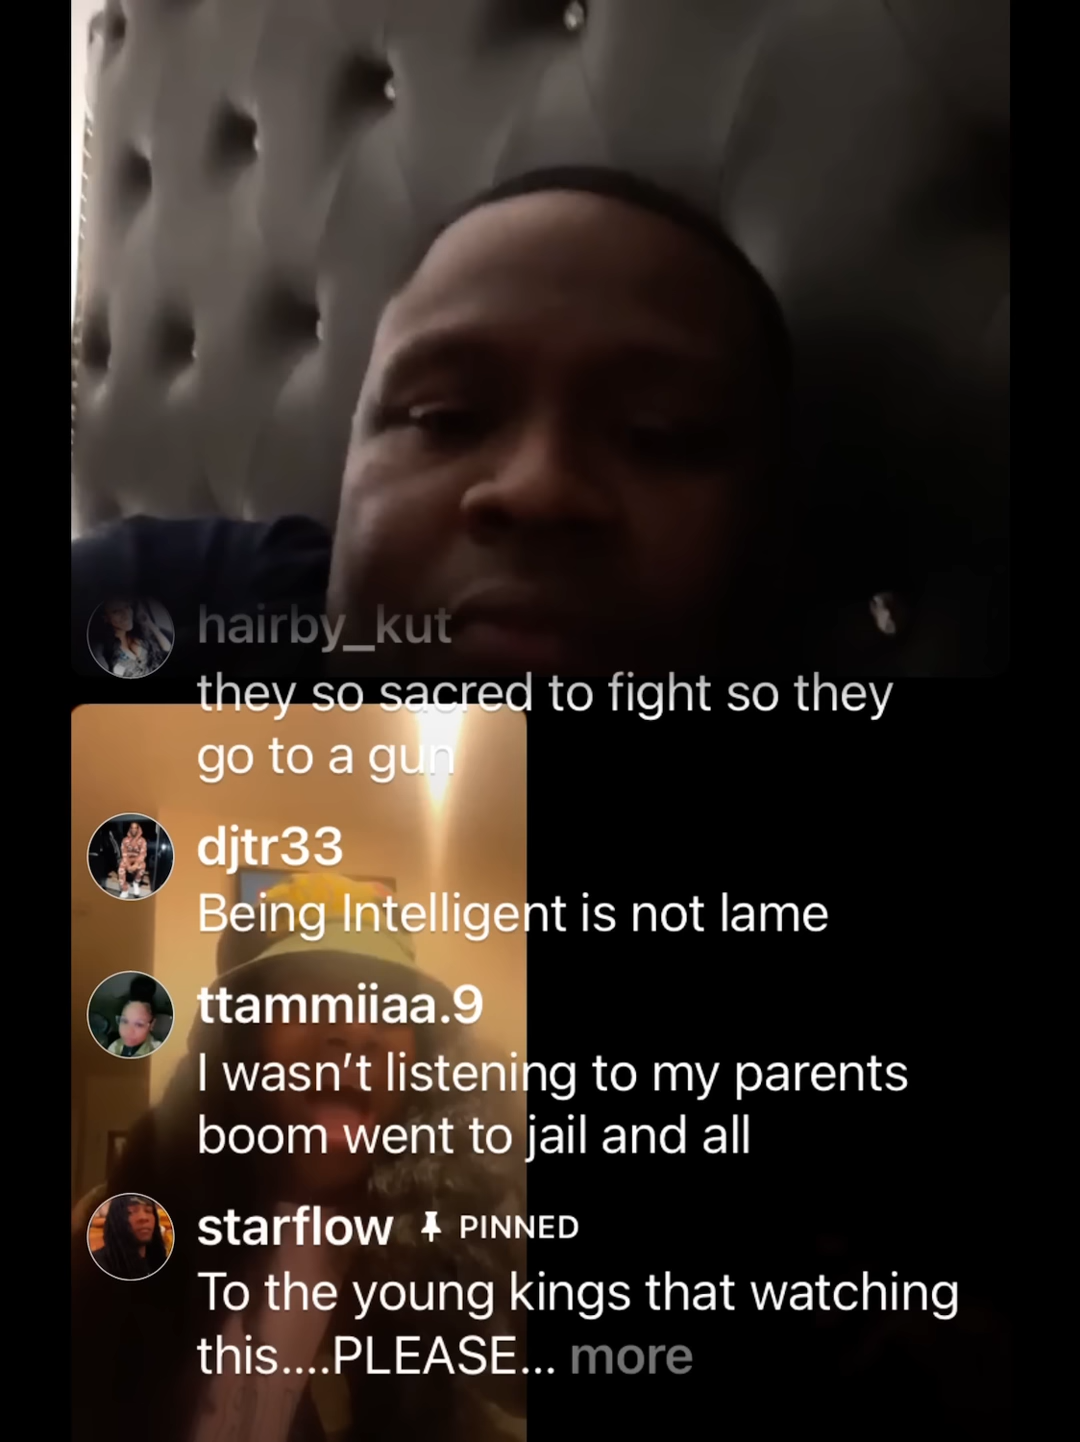 hairby_kut
they so sacred to fight so they
go to a gun
djtr33
Being Intelligent is not lame
ttammiiaa.9
I wasn't listening to my parents
boom went to jail and all
starflow PINNED
To the young kings that watching
this....PLEASE... more